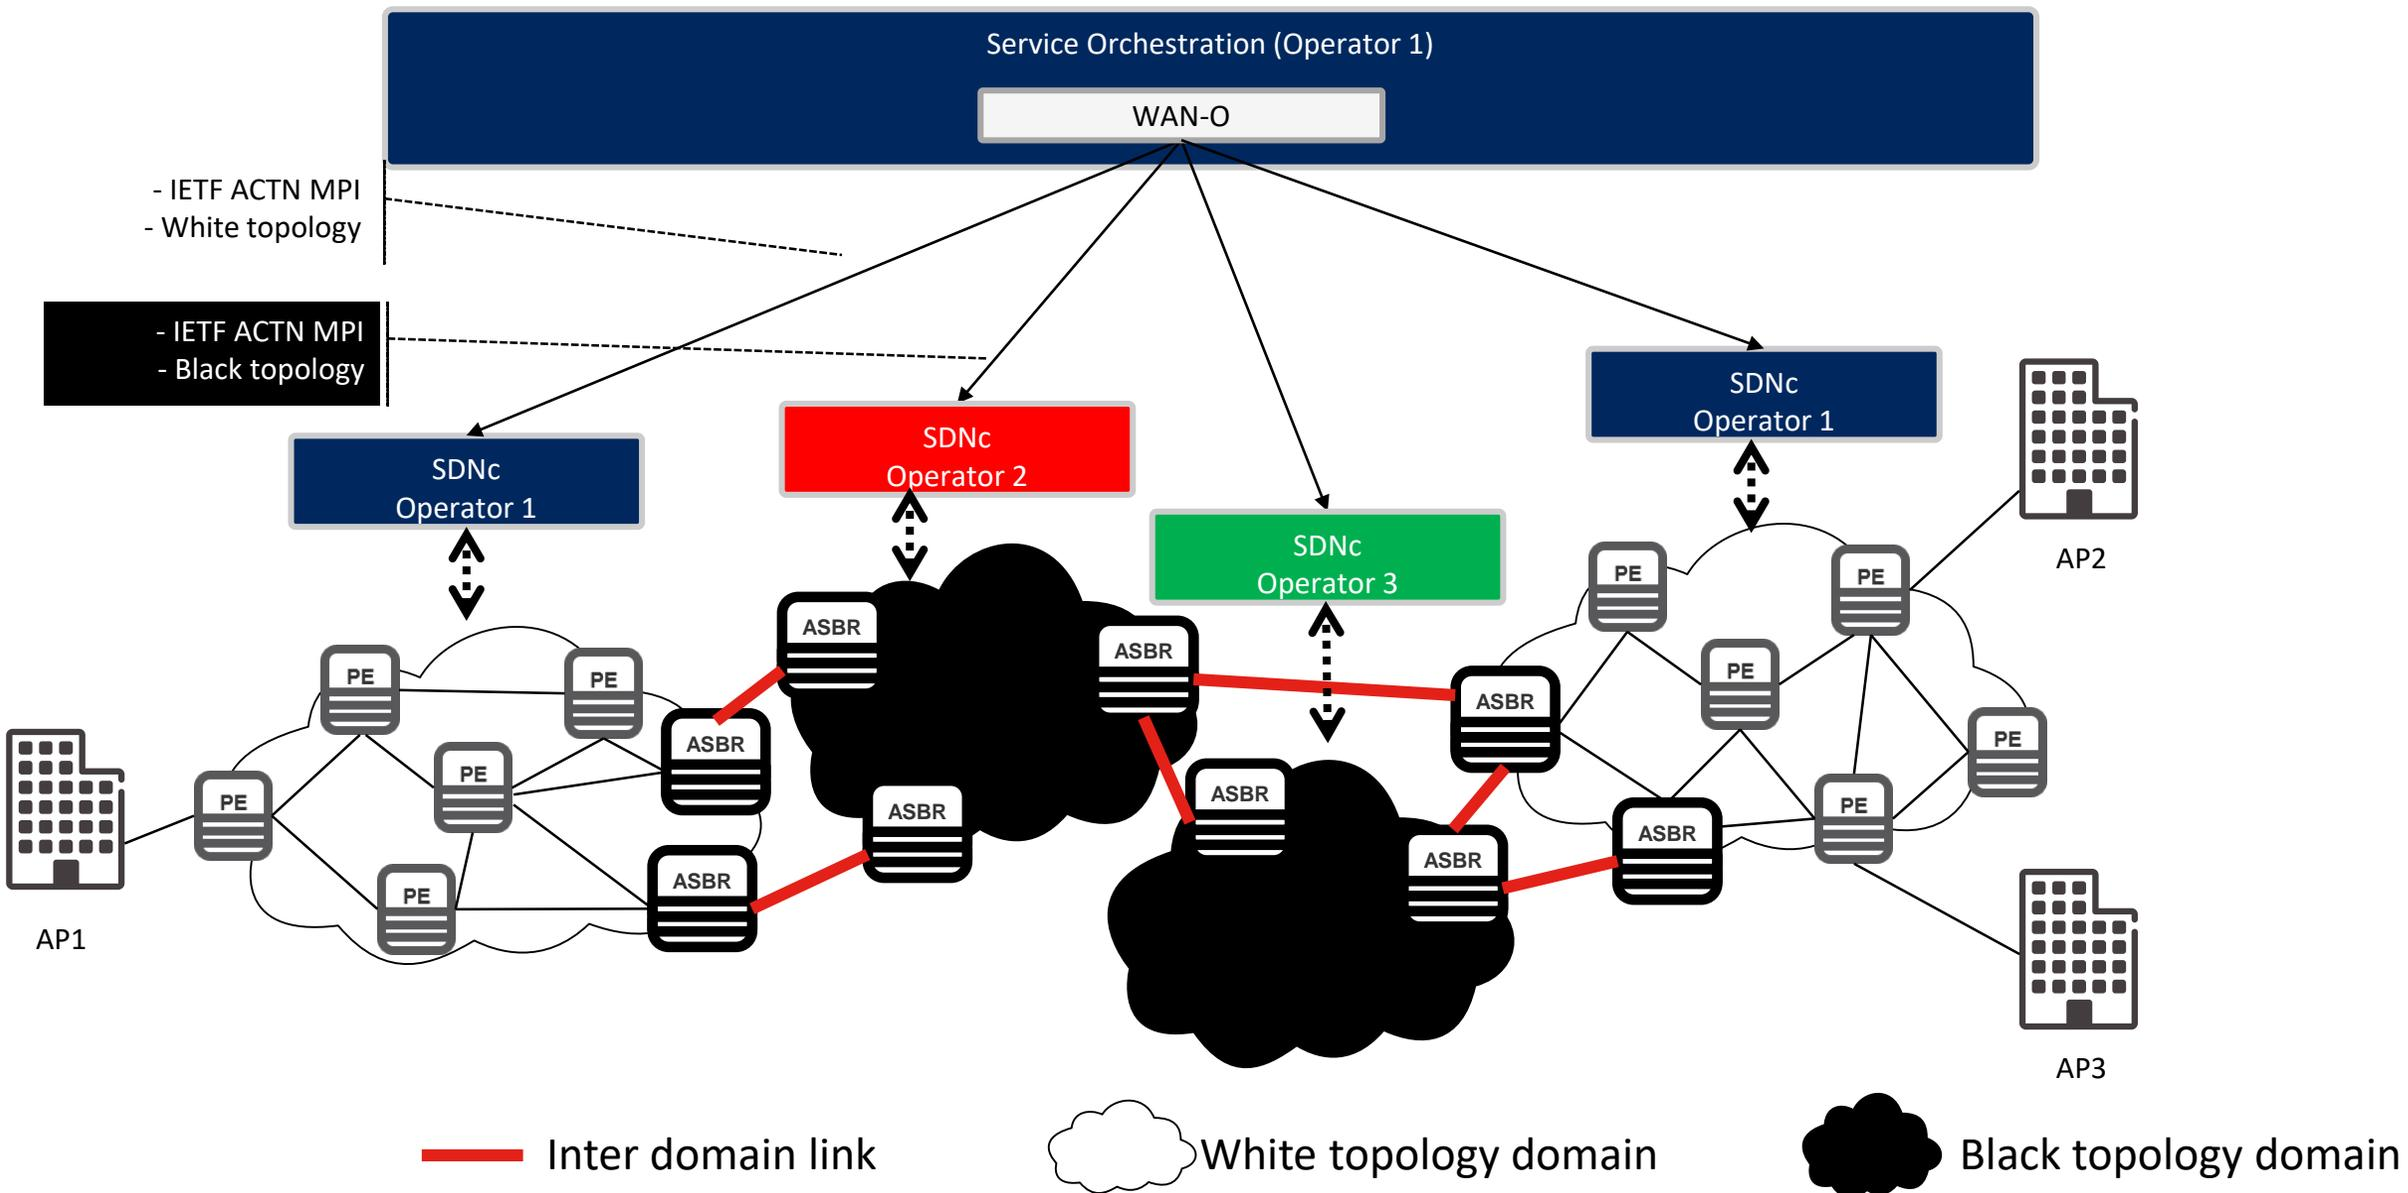 Service Orchestration (Operator 1)
WAN-O
- IETF ACTN MPI
- White topology
- IETF ACTN MPI
- Black topology
SDNc
Operator 1
SDNc
Operator 2
SDNc
Operator 3
SDNc
Operator 1
AP2
PE
PE
ASBR
ASBR
PE
PE
PE
ASBR
PE
ASBR
PE
PE
ASBR
PE
ASBR
PE
ASBR
ASBR
ASBR
ASBR
PE
AP1
AP3
Inter domain link
White topology domain
Black topology domain